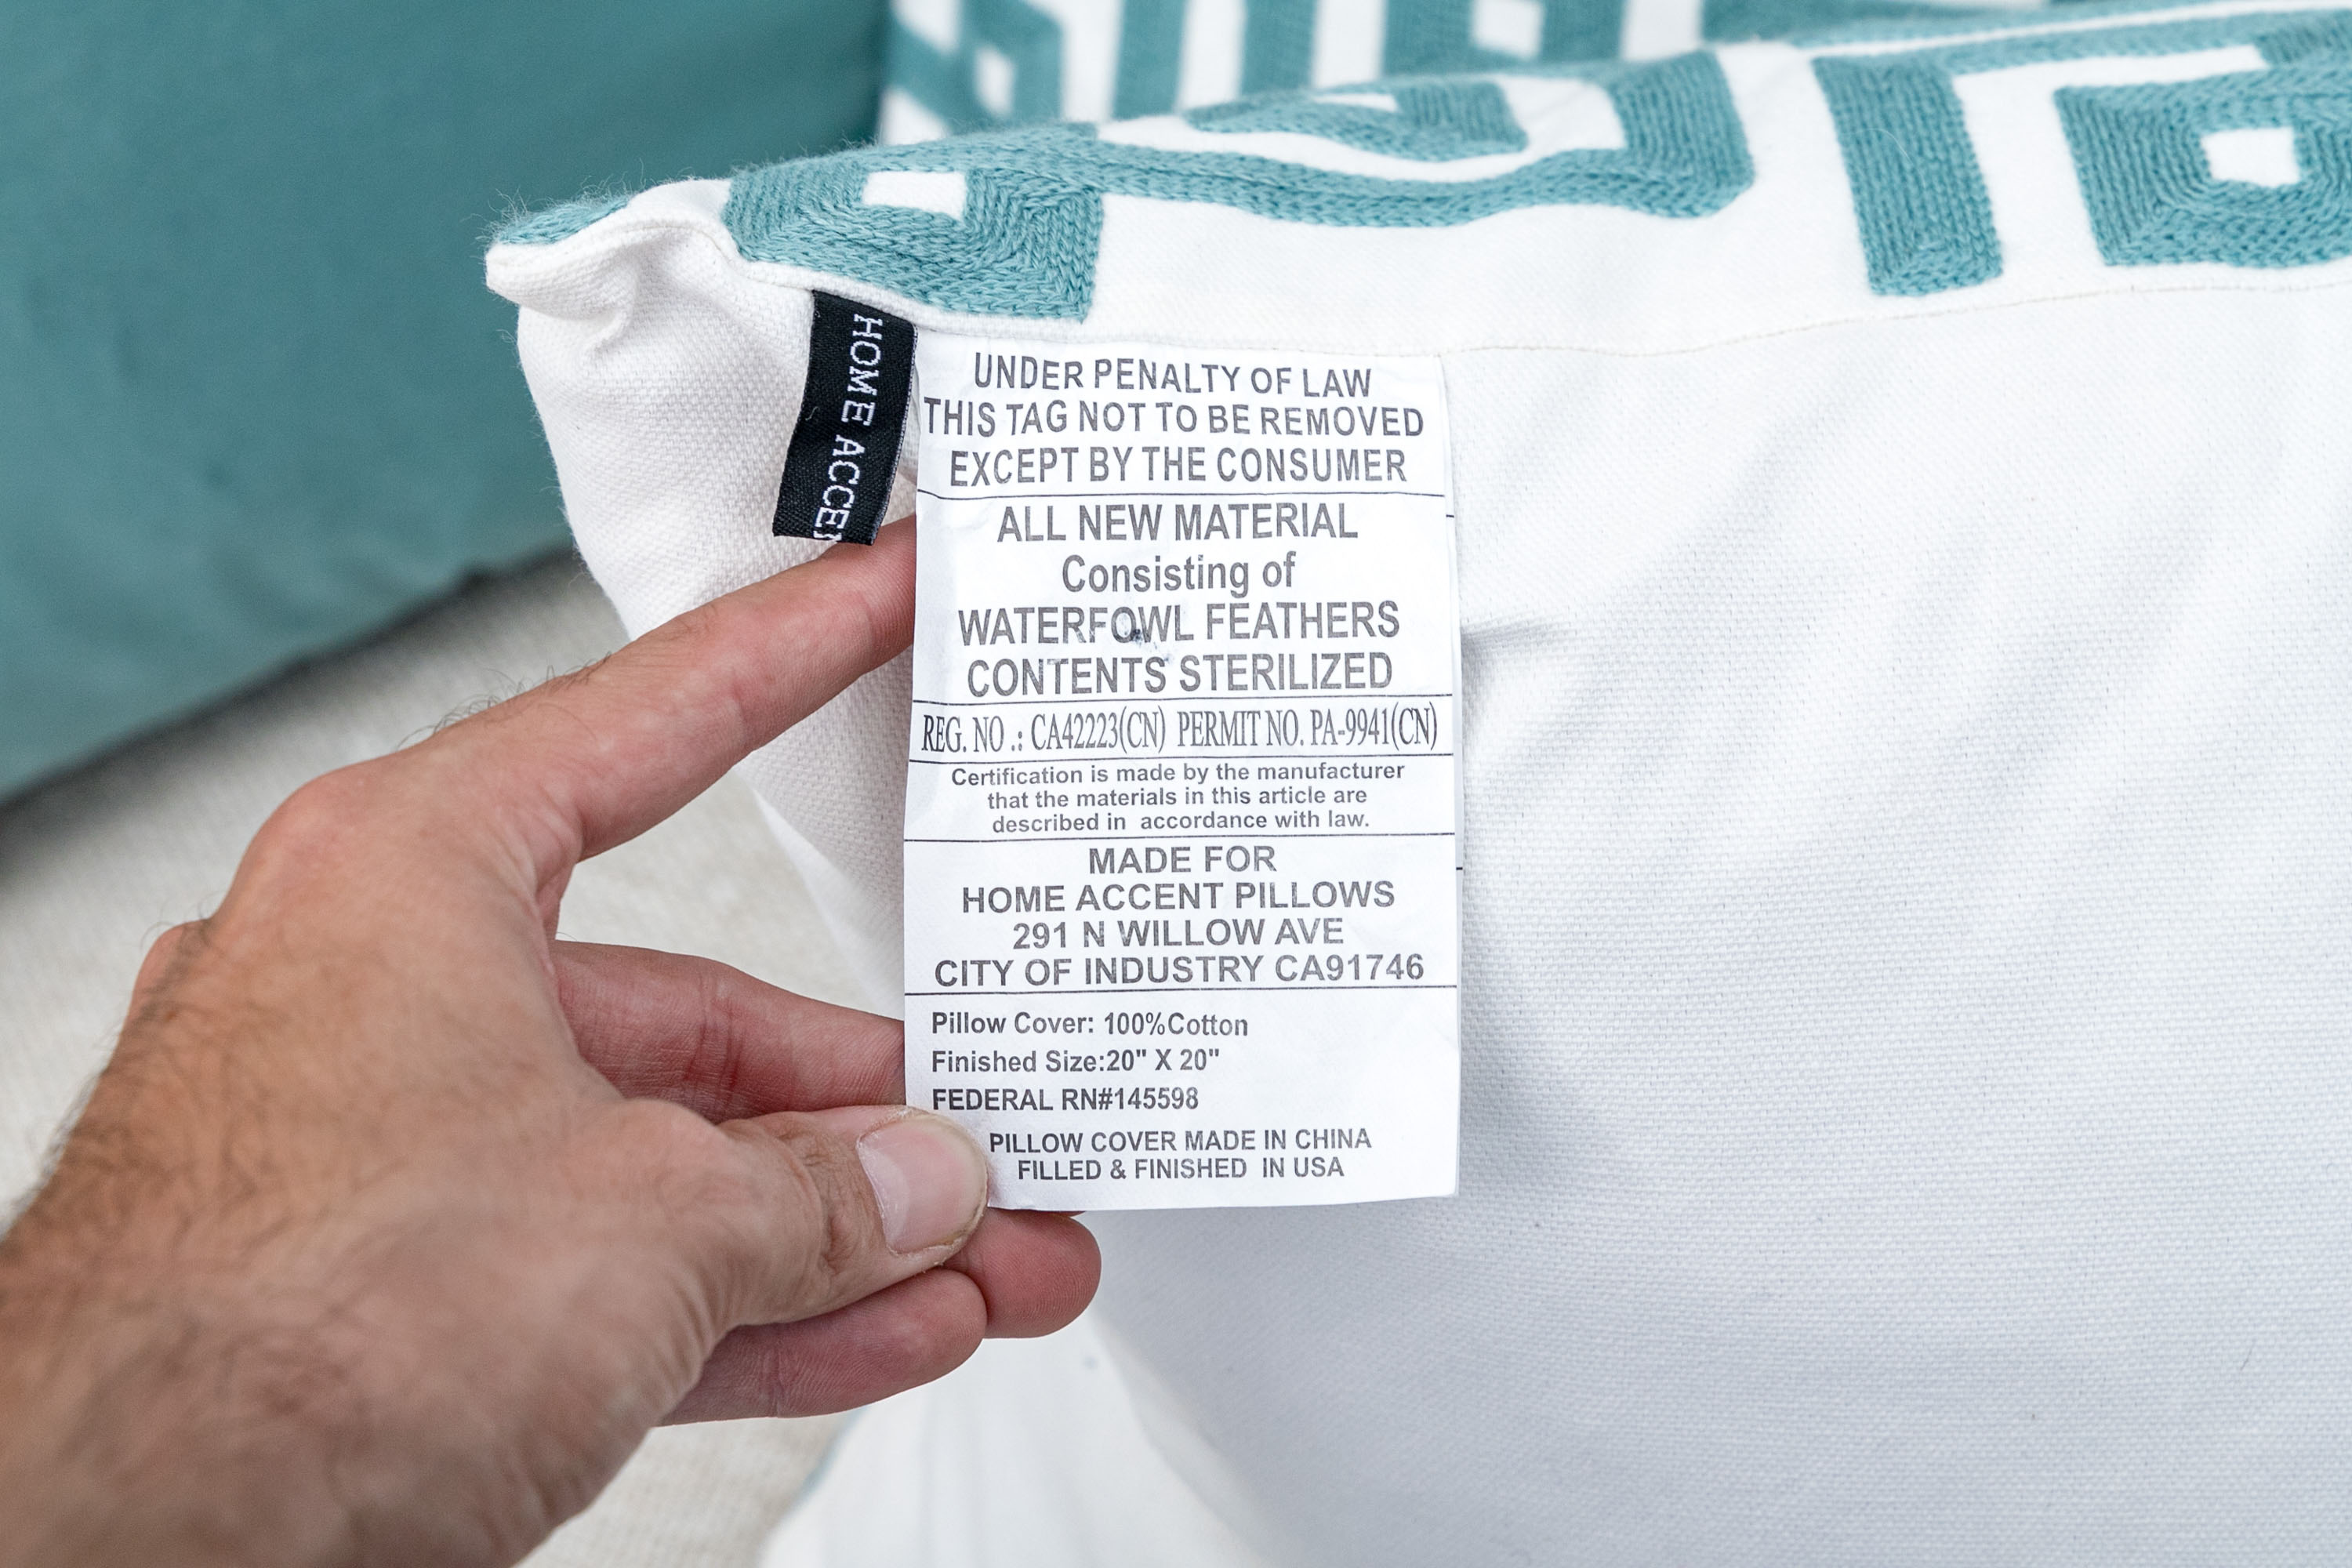 HOME ACCEN
UNDER PENALTY OF LAW
THIS TAG NOT TO BE REMOVED
EXCEPT BY THE CONSUMER
ALL NEW MATERIAL
Consisting of
WATERFOWL FEATHERS
CONTENTS STERILIZED
REG. NO .: CA42223(CN) PERMIT NO. PA-9941(CN)
Certification is made by the manufacturer
that the materials in this article are
described in accordance with law.
MADE FOR
HOME ACCENT PILLOWS
291 N WILLOW AVE
CITY OF INDUSTRY CA91746
Pillow Cover: 100%Cotton
Finished Size:20" X 20"
FEDERAL RN#145598
PILLOW COVER MADE IN CHINA
FILLED & FINISHED IN USA